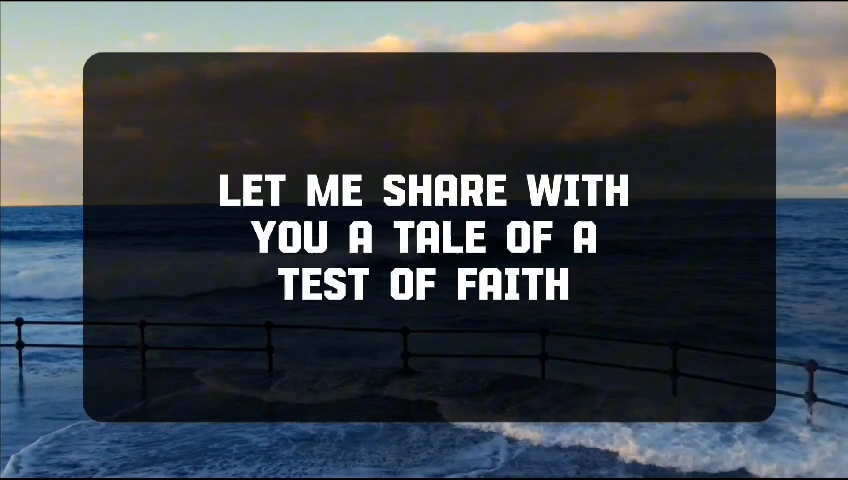 LET ME SHARE WITH
YOU A TALE OF A
TEST OF FAITH